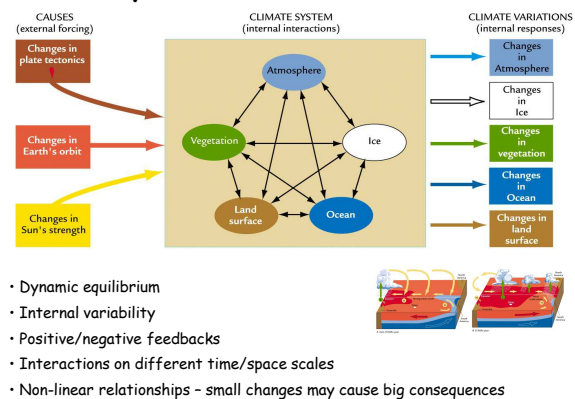 CAUSES
(external forcing)
CLIMATE SYSTEM
(internal interactions)
CLIMATE VARIATIONS
(internal responses)
Changes in
plate tectonics
Changes in
Earth's orbit
Changes in
Sun's strength
Atmosphere
Vegetation
Ice
Land
surface
Ocean
Changes
in
Atmosphere
Changes
in
Ice
Changes
in
vegetation
Changes
in
Ocean
Changes in
land
surface
• Dynamic equilibrium
• Internal variability
• Positive/negative feedbacks
• Interactions on different time/space scales
• Non-linear relationships – small changes may cause big consequences